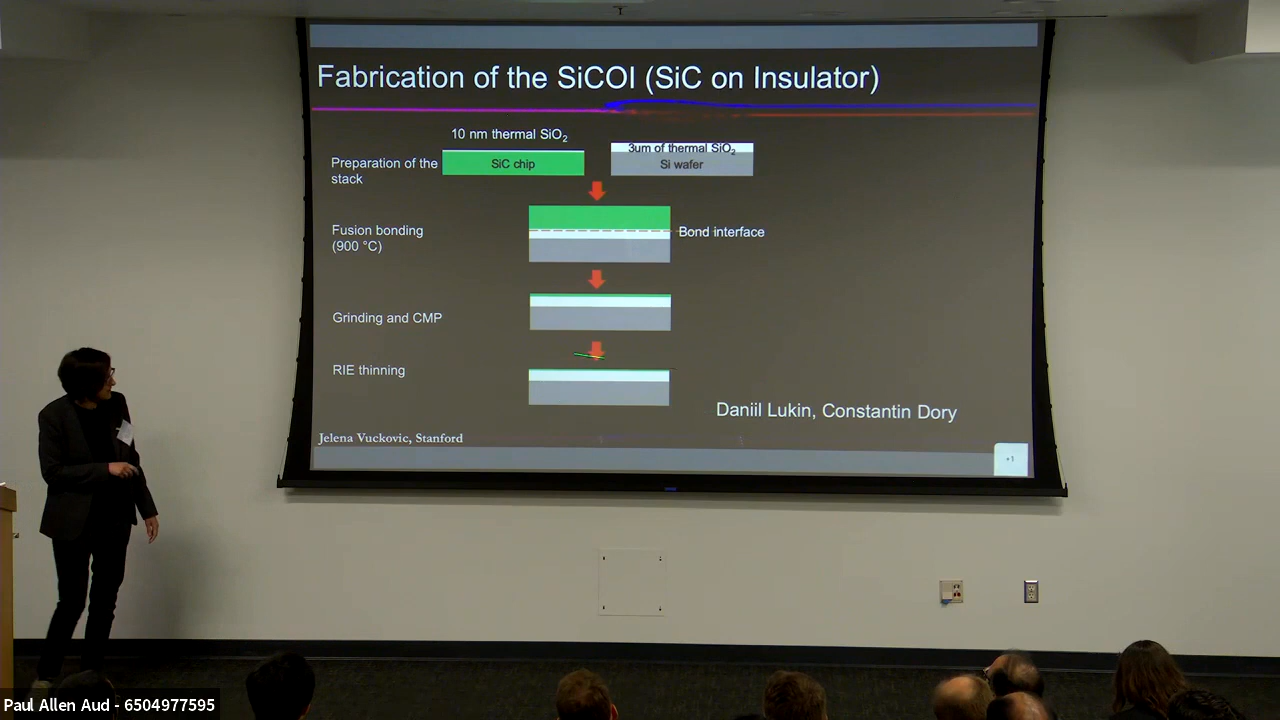 Fabrication of the SiCOI (SiC on Insulator)
10 nm thermal SiO2
3um of thermal SiO2
Preparation of the
stack
SiC chip
Si wafer
Fusion bonding
(900 °C)
Bond interface
Grinding and CMP
RIE thinning
Daniil Lukin, Constantin Dory
Jelena Vuckovic, Stanford
Paul Allen Aud - 6504977595